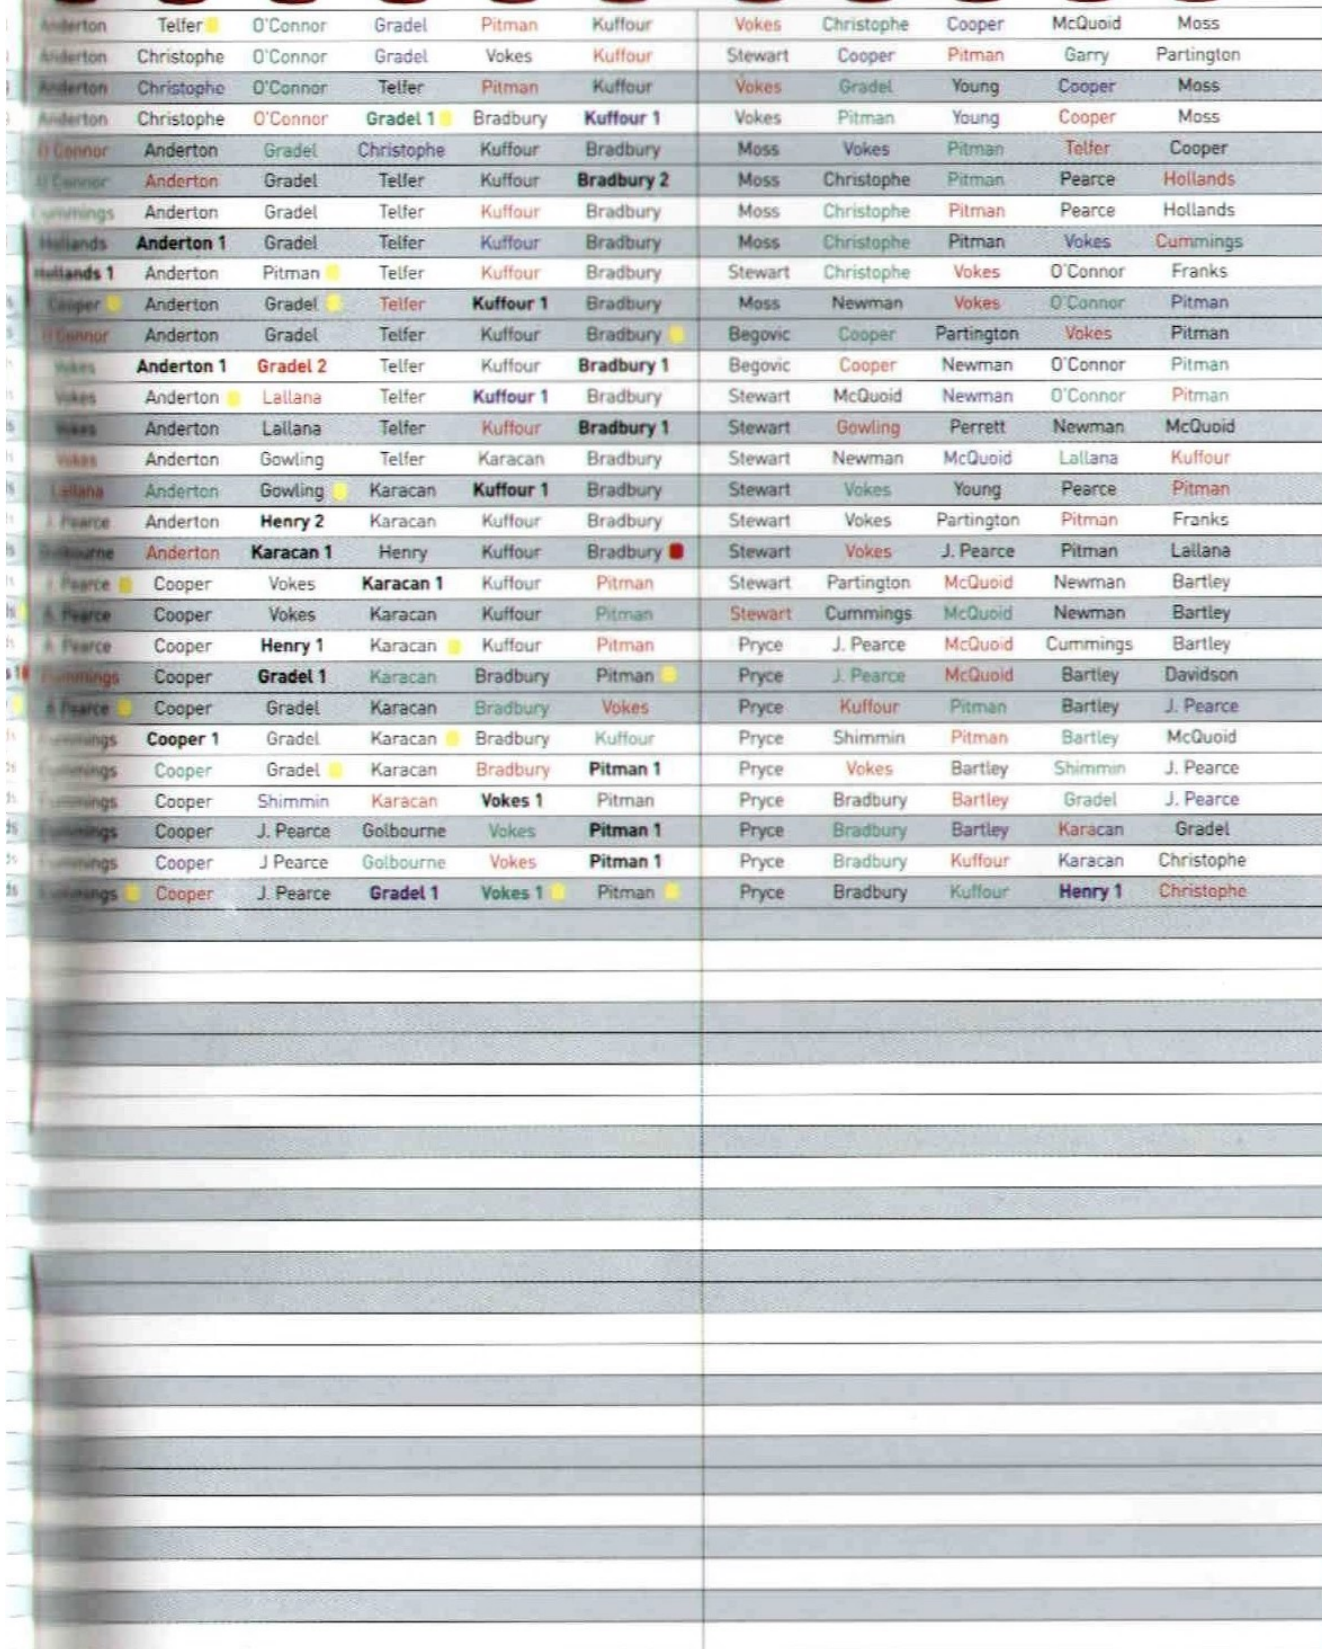 Anderton Telfer O'Connor Gradel Pitman Kuffour Vokes Christophe Cooper McQuoid Moss
Anderton Christophe O'Connor Gradel Vokes Kuffour Stewart Cooper Pitman Garry Partington
Anderton Christophe O'Connor Telfer Pitman Kuffour Vokes Gradel Young Cooper Moss
Anderton Christophe O'Connor Gradel 1 Bradbury Kuffour 1 Vokes Pitman Young Cooper Moss
O'Connor Anderton Gradel Christophe Kuffour Bradbury Moss Vokes Pitman Telfer Cooper
O'Connor Anderton Gradel Telfer Kuffour Bradbury 2 Moss Christophe Pitman Pearce Hollands
Cummings Anderton Gradel Telfer Kuffour Bradbury Moss Christophe Pitman Pearce Hollands
Hollands Anderton 1 Gradel Telfer Kuffour Bradbury Moss Christophe Pitman Vokes Cummings
Hollands 1 Anderton Pitman Telfer Kuffour Bradbury Stewart Christophe Vokes O'Connor Franks
Cooper Anderton Gradel Telfer Kuffour 1 Bradbury Moss Newman Vokes O'Connor Pitman
O'Connor Anderton Gradel Telfer Kuffour Bradbury Begovic Cooper Partington Vokes Pitman
Vokes Anderton 1 Gradel 2 Telfer Kuffour Bradbury 1 Begovic Cooper Newman O'Connor Pitman
Vokes Anderton Lallana Telfer Kuffour 1 Bradbury Stewart McQuoid Newman O'Connor Pitman
Vokes Anderton Lallana Telfer Kuffour Bradbury 1 Stewart Gowling Perrett Newman McQuoid
Vokes Anderton Gowling Telfer Karacan Bradbury Stewart Newman McQuoid Lallana Kuffour
Lallana Anderton Gowling Karacan Kuffour 1 Bradbury Stewart Vokes Young Pearce Pitman
J. Pearce Anderton Henry 2 Karacan Kuffour Bradbury Stewart Vokes Partington Pitman Franks
Golbourne Anderton Karacan 1 Henry Kuffour Bradbury Stewart Vokes J. Pearce Pitman Lallana
J. Pearce Cooper Vokes Karacan 1 Kuffour Pitman Stewart Partington McQuoid Newman Bartley
A. Pearce Cooper Vokes Karacan Kuffour Pitman Stewart Cummings McQuoid Newman Bartley
A. Pearce Cooper Henry 1 Karacan Kuffour Pitman Pryce J. Pearce McQuoid Cummings Bartley
Cummings Cooper Gradel 1 Karacan Bradbury Pitman Pryce J. Pearce McQuoid Bartley Davidson
A Pearce Cooper Gradel Karacan Bradbury Vokes Pryce Kuffour Pitman Bartley J. Pearce
Cummings Cooper 1 Gradel Karacan Bradbury Kuffour Pryce Shimmin Pitman Bartley McQuoid
Cummings Cooper Gradel Karacan Bradbury Pitman 1 Pryce Vokes Bartley Shimmin J. Pearce
Cummings Cooper Shimmin Karacan Vokes 1 Pitman Pryce Bradbury Bartley Gradel J. Pearce
Cummings Cooper J. Pearce Golbourne Vokes Pitman 1 Pryce Bradbury Bartley Karacan Gradel
Cummings Cooper J Pearce Golbourne Vokes Pitman 1 Pryce Bradbury Kuffour Karacan Christophe
Cummings Cooper J. Pearce Gradel 1 Vokes 1 Pitman Pryce Bradbury Kuffour Henry 1 Christophe